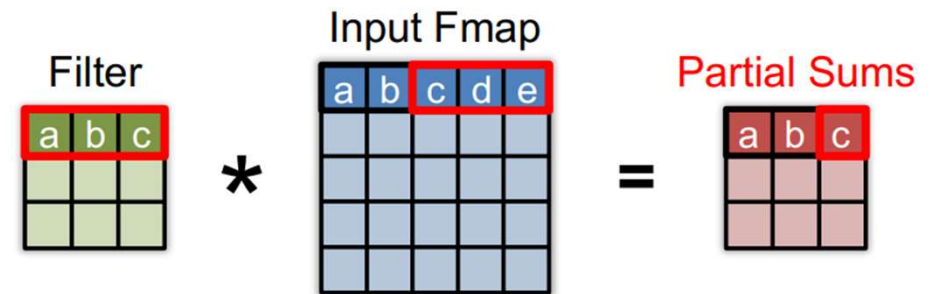 Input Fmap
Filter
Partial Sums
a b c
*
a b c d e
=
a b c